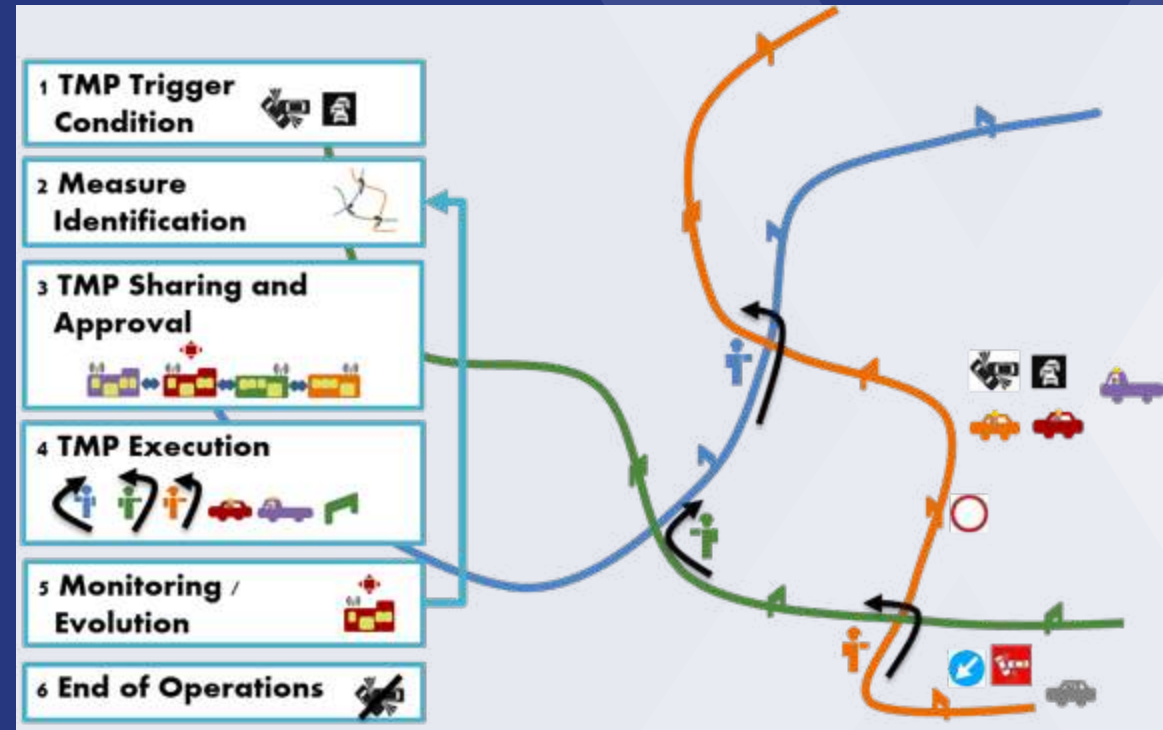 1 TMP Trigger
Condition
2 Measure
Identification
3 TMP Sharing and
Approval
4 TMP Execution
5 Monitoring /
Evolution
6 End of Operations